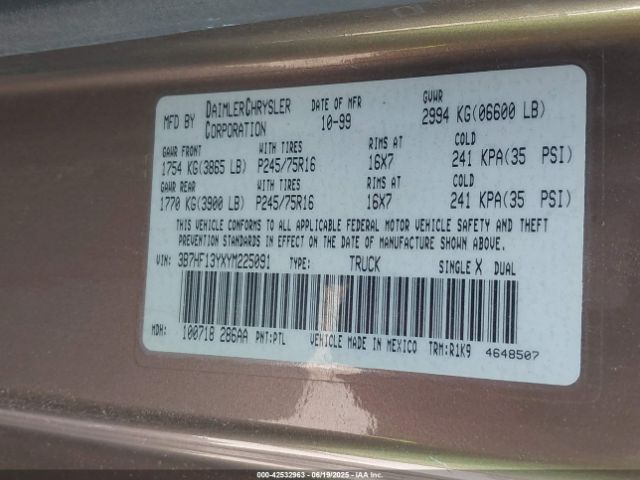 MFD BY DAIMLERCHRYSLER CORPORATION DATE OF MFR 10-99 GVWR 2994 KG(06600 LB)
GAWR FRONT WITH TIRES RIMS AT COLD
1754 KG(3865 LB) P245/75R16 16X7 241 KPA(35 PSI)
GAWR REAR WITH TIRES RIMS AT COLD
1770 KG(3900 LB) P245/75R16 16X7 241 KPA(35 PSI)
THIS VEHICLE CONFORMS TO ALL APPLICABLE FEDERAL MOTOR VEHICLE SAFETY AND THEFT
PREVENTION STANDARDS IN EFFECT ON THE DATE OF MANUFACTURE SHOWN ABOVE.
VIN: 3B7HF13YXYM225091 TYPE: TRUCK SINGLE X DUAL
MDH: 100718 286AA PNT:PTL VEHICLE MADE IN MEXICO TRM:R1K9 4648507
000-42532963 - 06/19/2025 - IAA Inc.